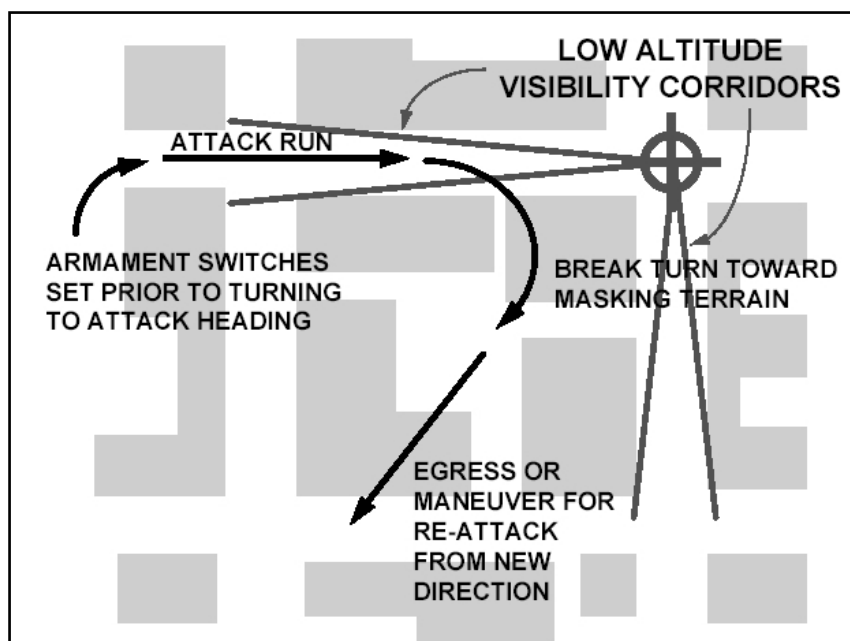 LOW ALTITUDE
VISIBILITY CORRIDORS
ATTACK RUN
ARMAMENT SWITCHES
SET PRIOR TO TURNING
TO ATTACK HEADING
BREAK TURN TOWARD
MASKING TERRAIN
EGRESS OR
MANEUVER FOR
RE-ATTACK
FROM NEW
DIRECTION